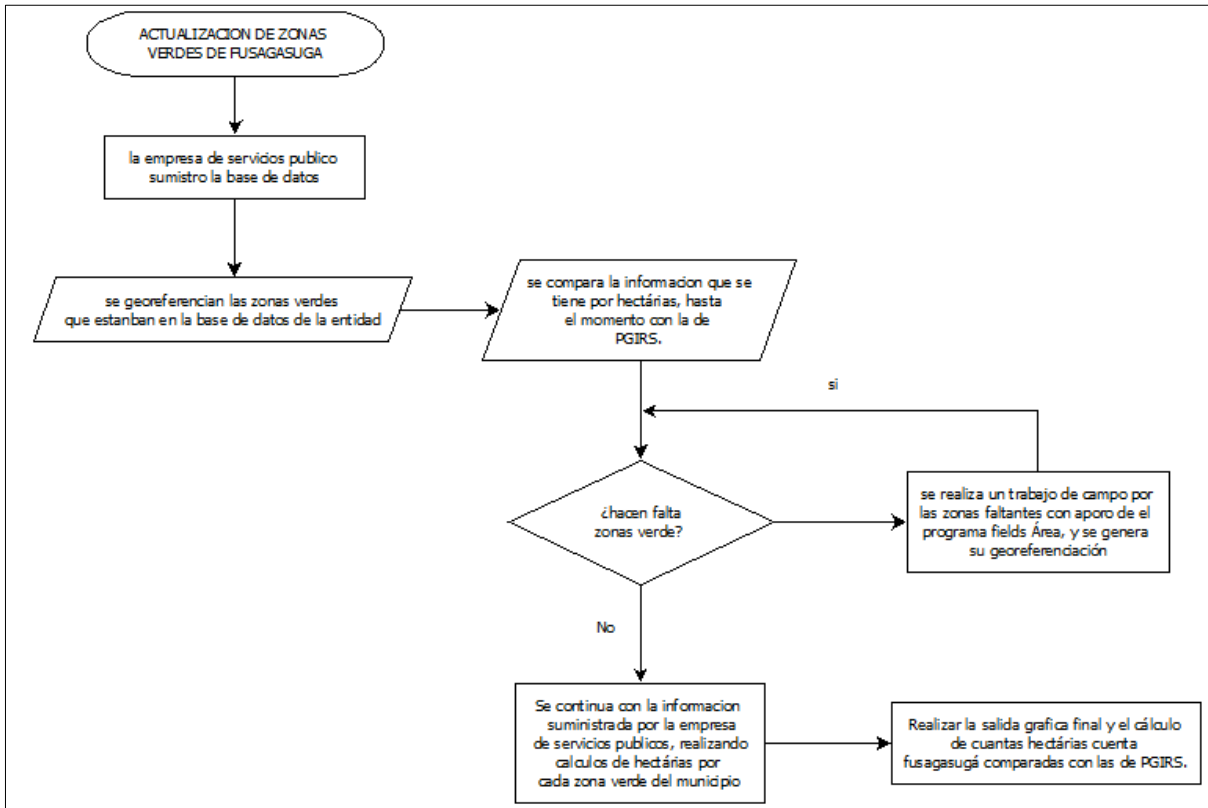 ACTUALIZACION DE ZONAS
VERDES DE FUSAGASUGA
la empresa de servicios publico
sumistro la base de datos
se georeferencian las zonas verdes
que estanban en la base de datos de la entidad
se compara la informacion que se
tiene por hectárias, hasta
el momento con la de
PGIRS.
si
¿hacen falta
zonas verde?
se realiza un trabajo de campo por
las zonas faltantes con aporo de el
programa fields Área, y se genera
su georeferenciación
No
Se continua con la informacion
suministrada por la empresa
de servicios publicos, realizando
calculos de hectárias por
cada zona verde del municipio
Realizar la salida grafica final y el cálculo
de cuantas hectárias cuenta
fusagasugá comparadas con las de PGIRS.